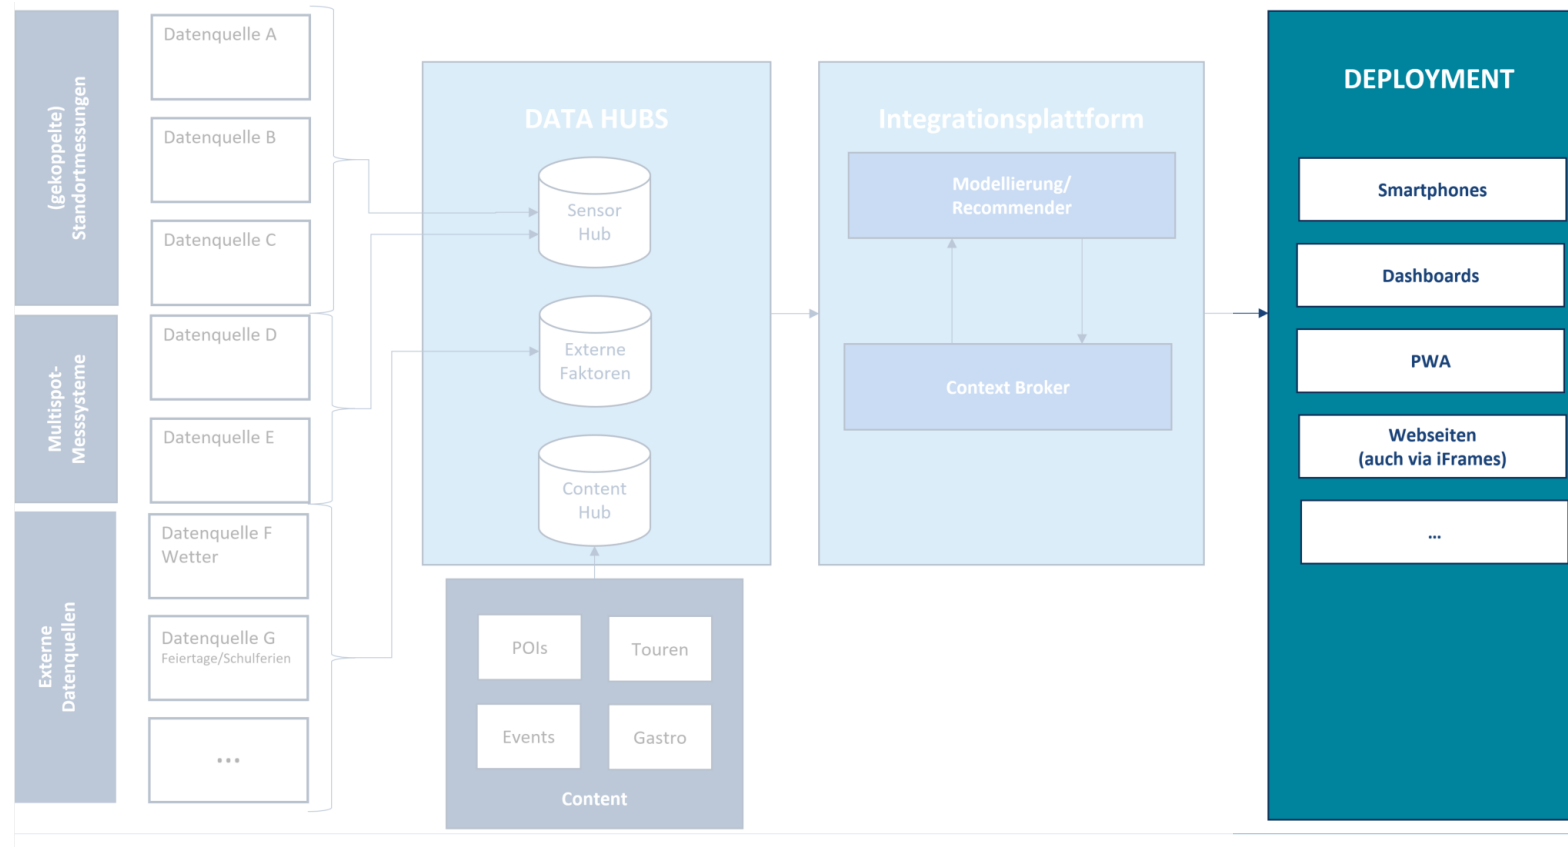 (gekoppelte)
Standortmessungen
Datenquelle A
Datenquelle B
Datenquelle C
Multispot-
Messsysteme
Datenquelle D
Datenquelle E
Externe
Datenquellen
Datenquelle F
Wetter
Datenquelle G
Feiertage/Schulferien
...
DATA HUBS
Sensor
Hub
Externe
Faktoren
Content
Hub
POIs
Touren
Events
Gastro
Content
Integrationsplattform
Modellierung/
Recommender
Context Broker
DEPLOYMENT
Smartphones
Dashboards
PWA
Webseiten
(auch via iFrames)
...